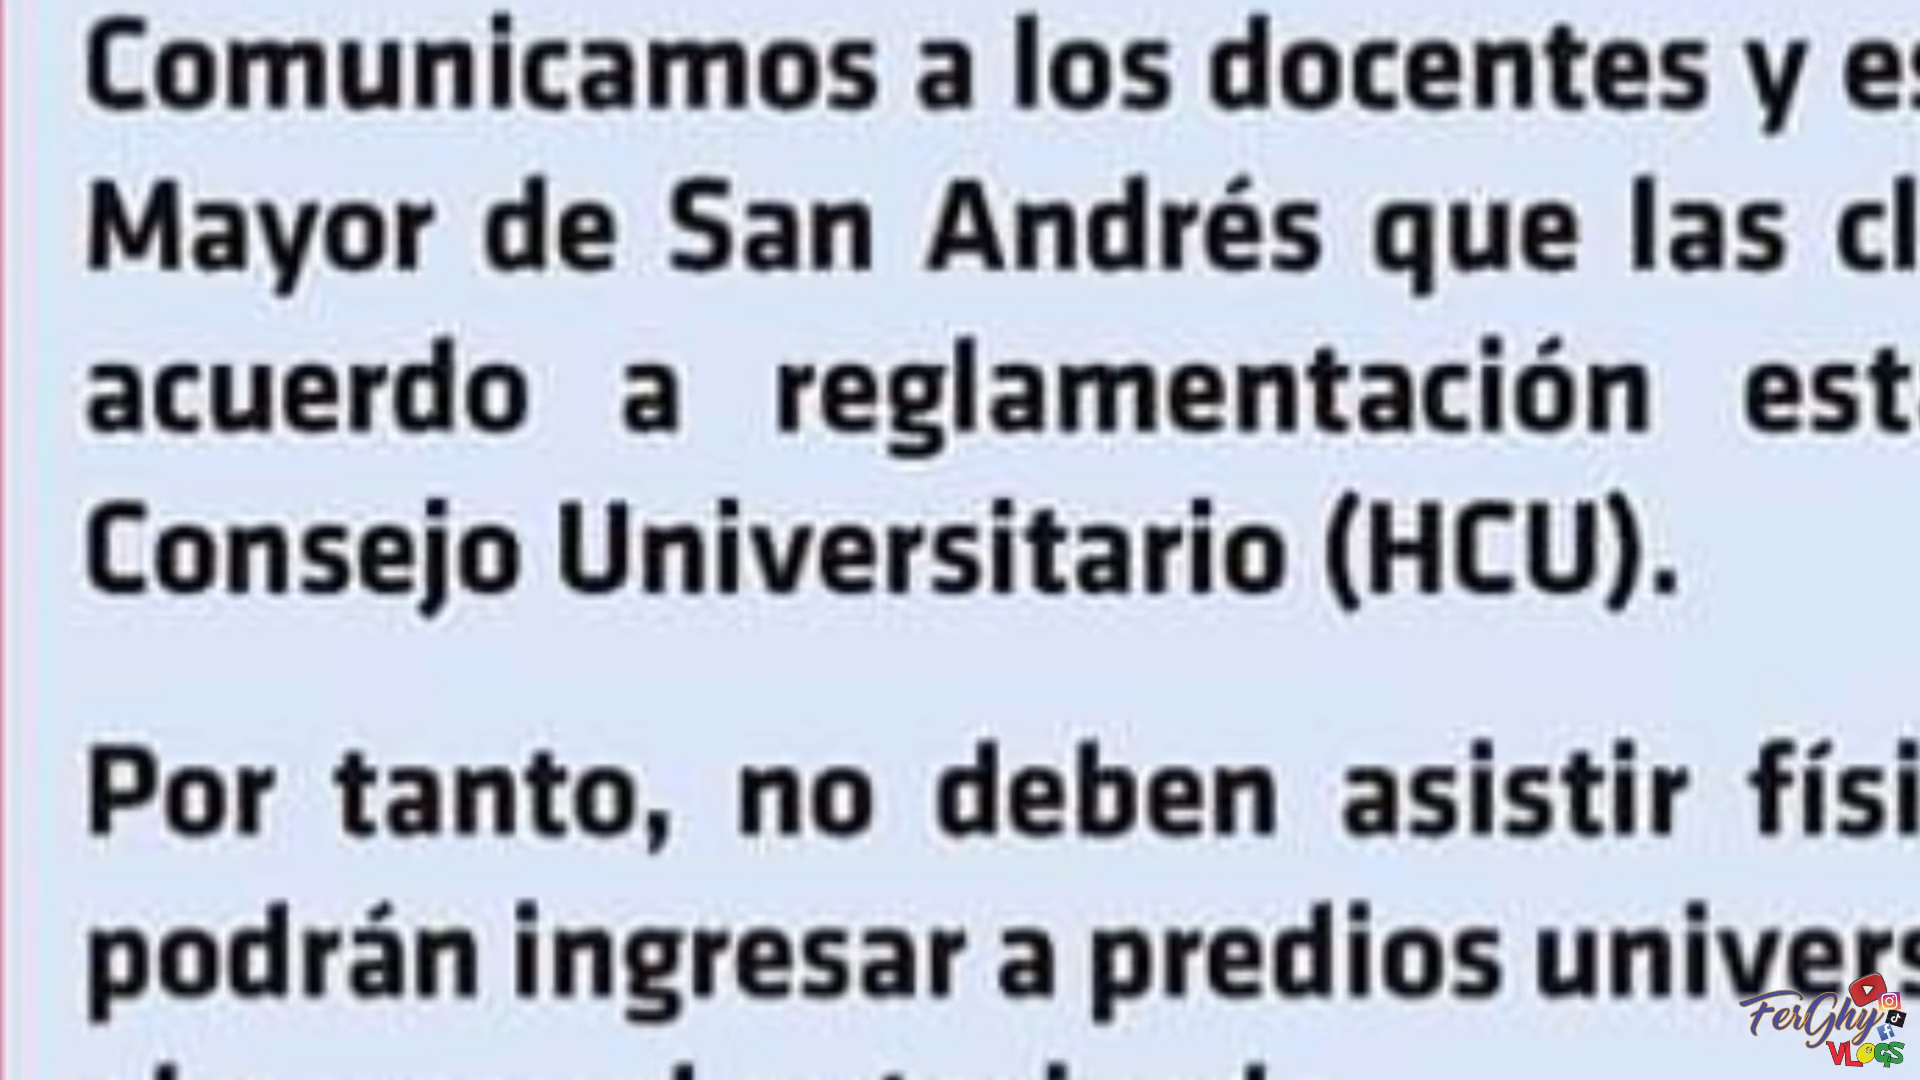 Comunicamos a los docentes y es
Mayor de San Andrés que las cl
acuerdo a reglamentación est
Consejo Universitario (HCU).
Por tanto, no deben asistir físi
podrán ingresar a predios univers
FerGhy
VLOGS